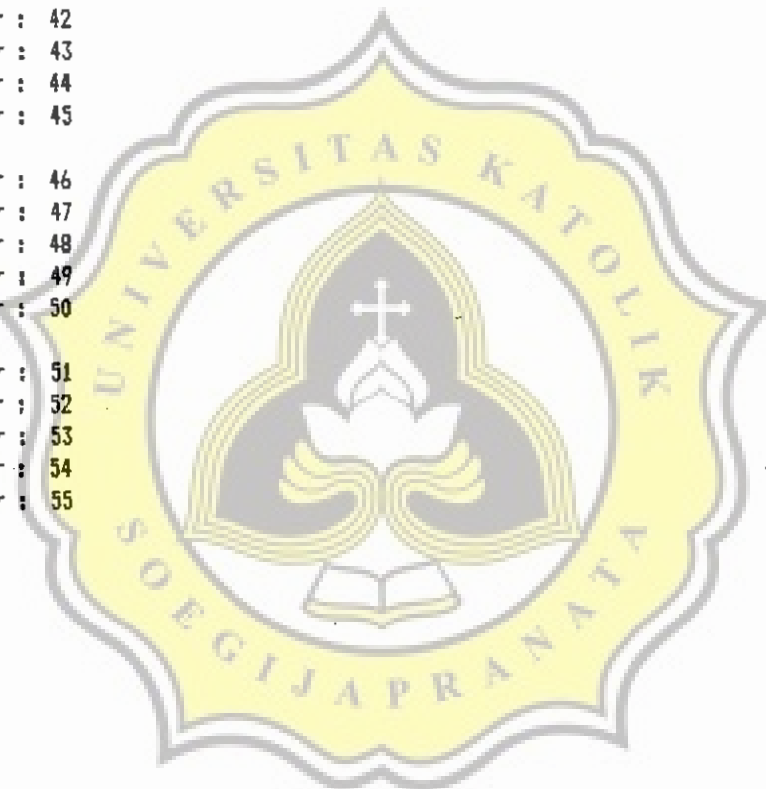 r : 42
r : 43
r : 44
r : 45
r : 46
r : 47
r : 48
r : 49
r : 50
r : 51
r : 52
r : 53
r : 54
r : 55
UNIVERSITAS KATOLIK
SOEGIJAPRANATA